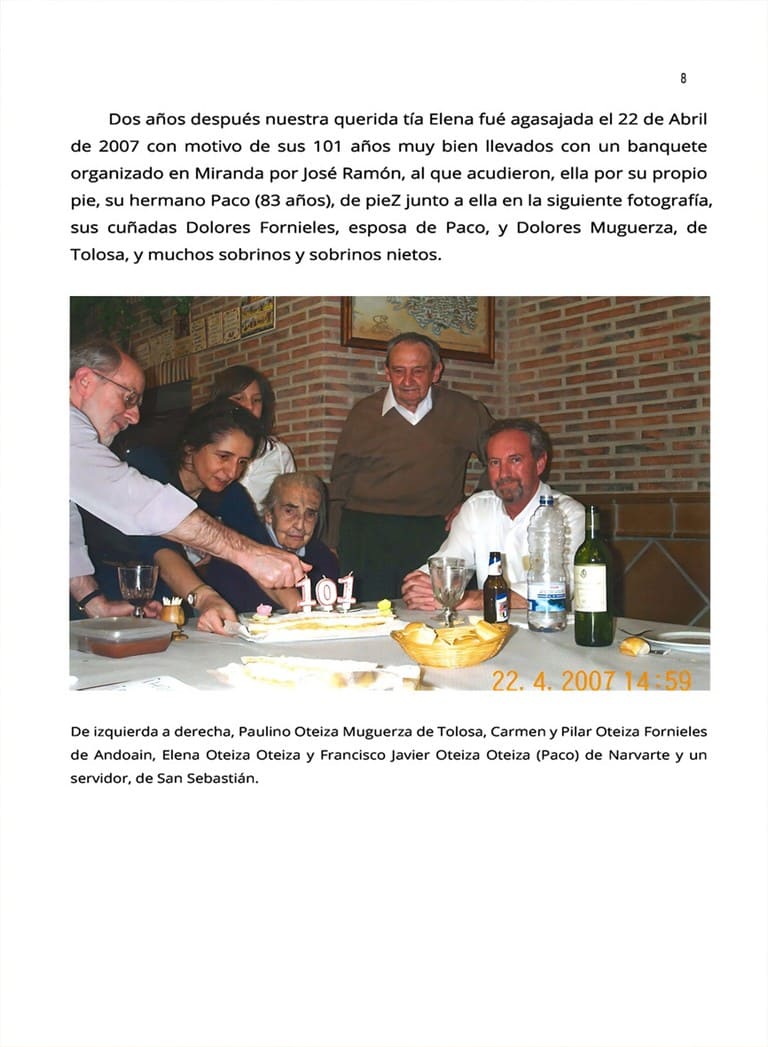 8
Dos años después nuestra querida tía Elena fué agasajada el 22 de Abril
de 2007 con motivo de sus 101 años muy bien llevados con un banquete
organizado en Miranda por José Ramón, al que acudieron, ella por su propio
pie, su hermano Paco (83 años), de pieZ junto a ella en la siguiente fotografía,
sus cuñadas Dolores Fornieles, esposa de Paco, y Dolores Muguerza, de
Tolosa, y muchos sobrinos y sobrinos nietos.
101
22. 4. 2007 14:59
De izquierda a derecha, Paulino Oteiza Muguerza de Tolosa, Carmen y Pilar Oteiza Fornieles
de Andoain, Elena Oteiza Oteiza y Francisco Javier Oteiza Oteiza (Paco) de Narvarte y un
servidor, de San Sebastián.